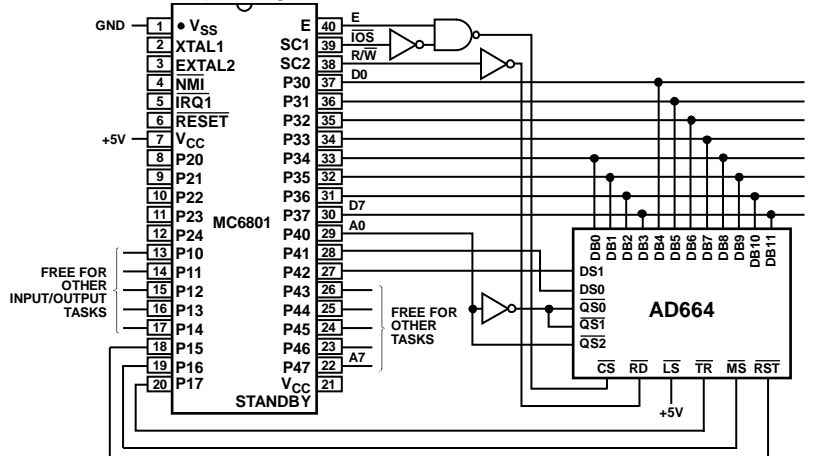 GND
1
• VSS
E
40
E
2
XTAL1
SC1
39
IOS
3
EXTAL2
SC2
38
R/W
4
NMI
P30
37
D0
5
IRQ1
P31
36
6
RESET
P32
35
+5V
7
VCC
P33
34
8
P20
P34
33
9
P21
P35
32
10
P22
P36
31
11
P23
P37
30
D7
MC6801
12
P24
P40
29
A0
13
P10
P41
28
14
P11
P42
27
15
P12
P43
26
16
P13
P44
25
17
P14
P45
24
18
P15
P46
23
19
P16
P47
22
A7
20
P17
VCC
21
STANDBY
FREE FOR
OTHER
INPUT/OUTPUT
TASKS
FREE FOR
OTHER
TASKS
DB0
DB1
DB2
DB3
DB4
DB5
DB6
DB7
DB8
DB9
DB10
DB11
DS1
DS0
QS0
QS1
QS2
AD664
CS
RD
LS
TR
MS
RST
+5V